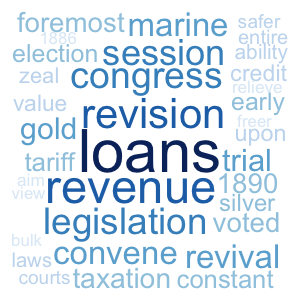 foremost marine safer
1886 entire
election session ability
zeal congress credit
relieve
value revision early
freer
gold loans upon
tariff trial
aim revenue 1890
view silver
legislation voted
bulk
laws convene revival
courts taxation constant